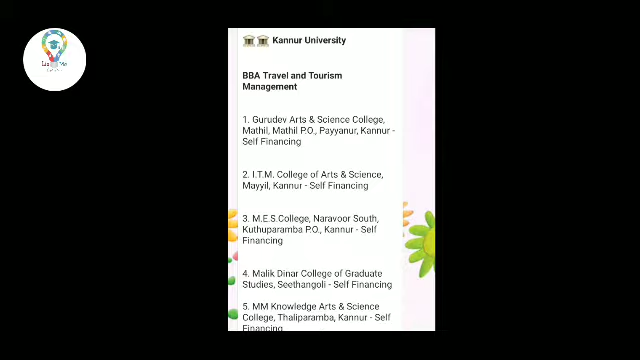 🏛🏛 Kannur University
BBA Travel and Tourism
Management
1. Gurudev Arts & Science College,
Mathil, Mathil P.O., Payyanur, Kannur -
Self Financing
2. I.T.M. College of Arts & Science,
Mayyil, Kannur - Self Financing
3. M.E.S.College, Naravoor South,
Kuthuparamba P.O., Kannur - Self
Financing
4. Malik Dinar College of Graduate
Studies, Seethangoli - Self Financing
5. MM Knowledge Arts & Science
College, Thaliparamba, Kannur - Self
Financing